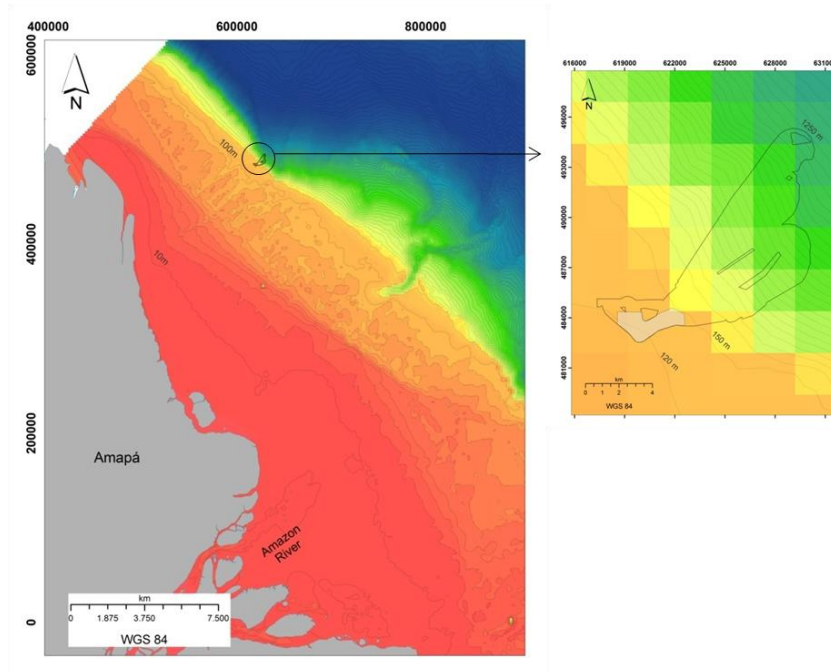 400000 600000 800000
600000
N
100m
400000
10m
200000
Amapá
Amazon
River
km
0 1.875 3.750 7.500
WGS 84
0
616000 619000 622000 625000 628000 631000
N
496000
1250 m
493000
490000
487000
484000
150 m
120 m
481000
km
0 1 2 4
WGS 84